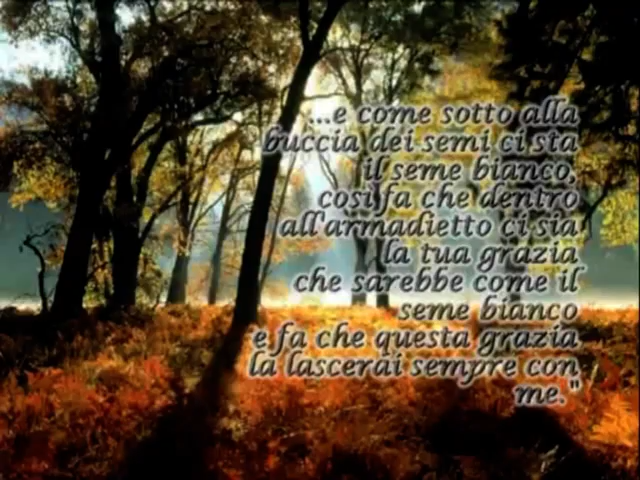 ...e come sotto alla
buccia dei semi ci sta
il seme bianco,
così fa che dentro
all'armadietto ci sia
la tua grazia
che sarebbe come il
seme bianco
e fa che questa grazia
la lascerai sempre con
me."